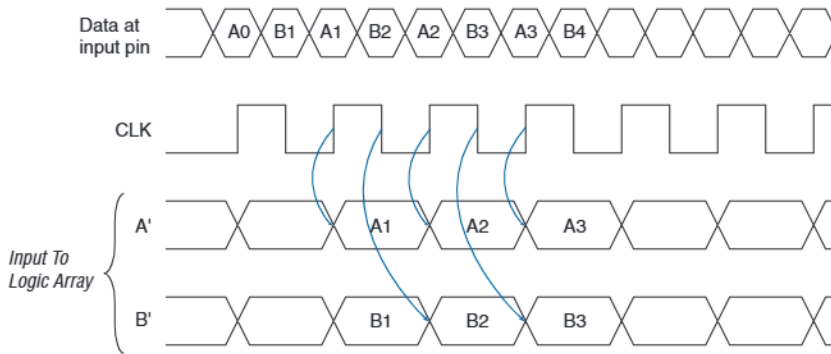 Data at
input pin
A0 B1 A1 B2 A2 B3 A3 B4
CLK
Input To
Logic Array
A' A1 A2 A3
B' B1 B2 B3